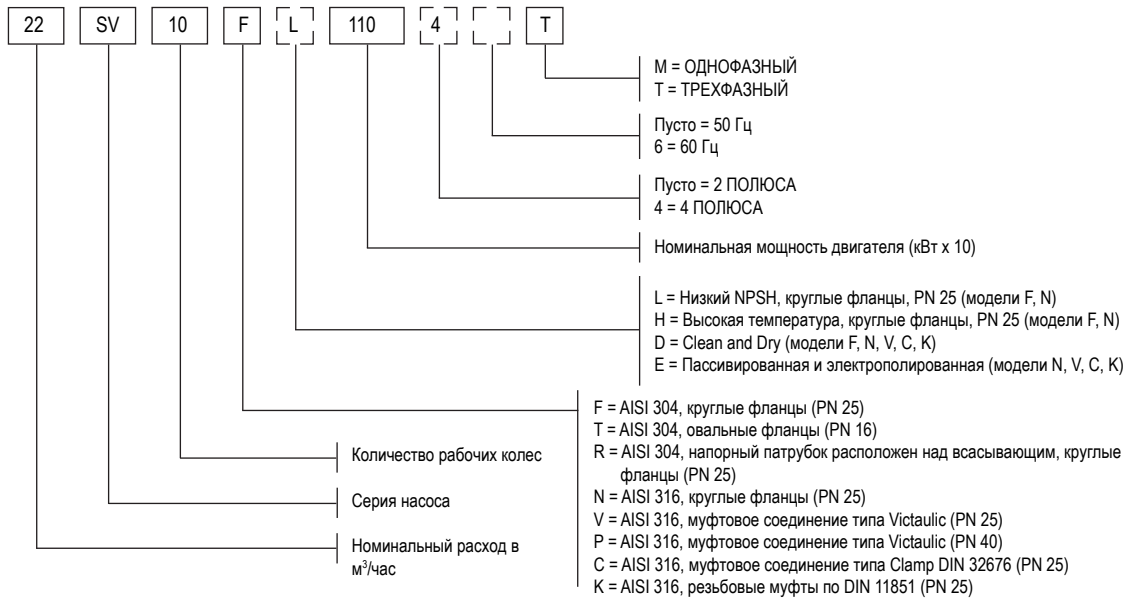 22 SV 10 F L 110 4 T
М = ОДНОФАЗНЫЙ
Т = ТРЕХФАЗНЫЙ
Пусто = 50 Гц
6 = 60 Гц
Пусто = 2 ПОЛЮСА
4 = 4 ПОЛЮСА
Номинальная мощность двигателя (кВт x 10)
L = Низкий NPSH, круглые фланцы, PN 25 (модели F, N)
H = Высокая температура, круглые фланцы, PN 25 (модели F, N)
D = Clean and Dry (модели F, N, V, C, K)
E = Пассивированная и электрополированная (модели N, V, C, K)
F = AISI 304, круглые фланцы (PN 25)
T = AISI 304, овальные фланцы (PN 16)
R = AISI 304, напорный патрубок расположен над всасывающим, круглые
фланцы (PN 25)
N = AISI 316, круглые фланцы (PN 25)
V = AISI 316, муфтовое соединение типа Victaulic (PN 25)
P = AISI 316, муфтовое соединение типа Victaulic (PN 40)
C = AISI 316, муфтовое соединение типа Clamp DIN 32676 (PN 25)
K = AISI 316, резьбовые муфты по DIN 11851 (PN 25)
Количество рабочих колес
Серия насоса
Номинальный расход в
м³/час